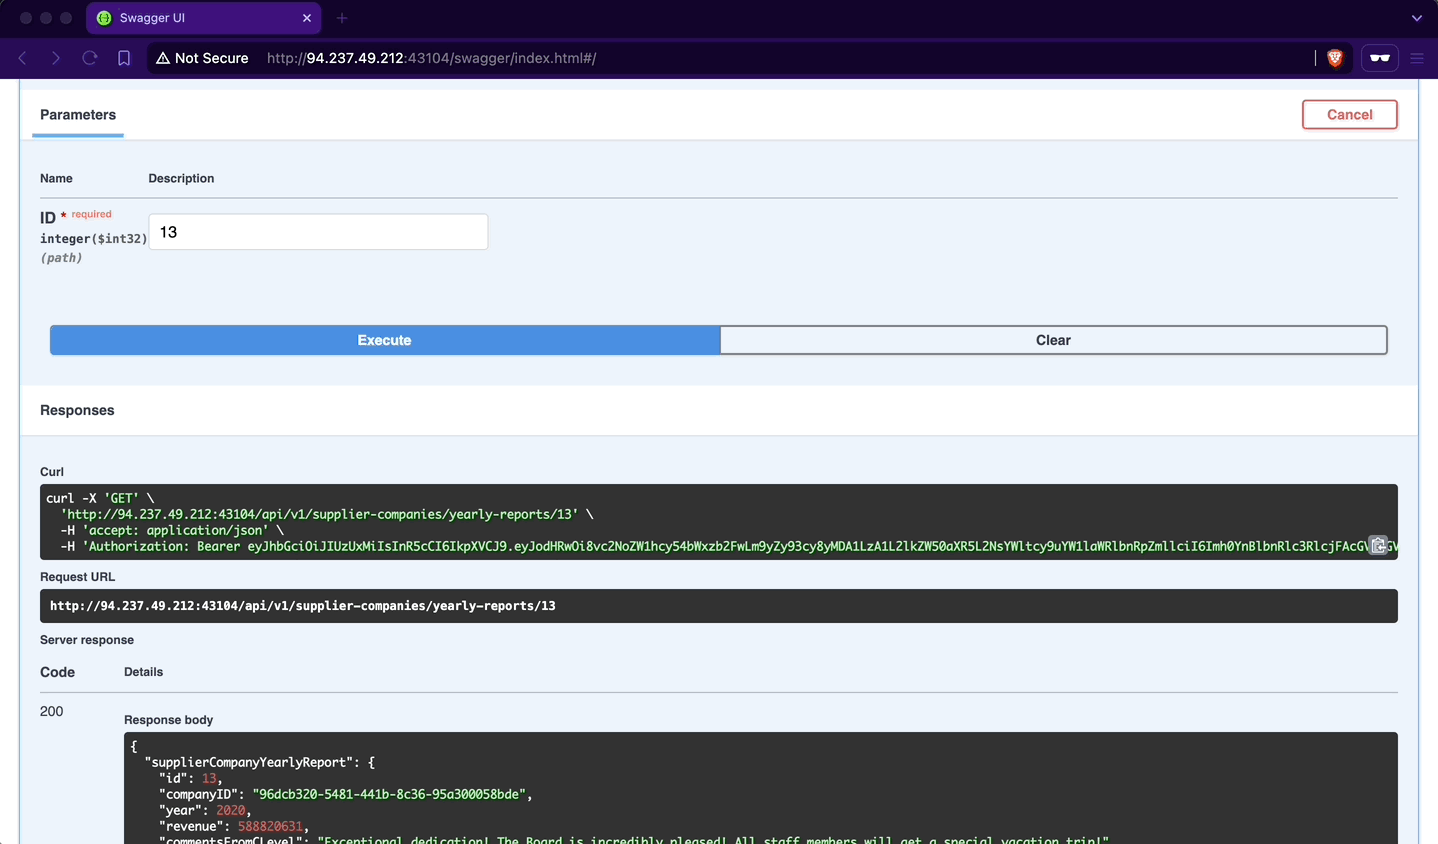 Swagger UI
Not Secure http://94.237.49.212:43104/swagger/index.html#/
Parameters
Cancel
Name Description
ID * required
13
integer($int32)
(path)
Execute
Clear
Responses
Curl
curl -X 'GET' \
'http://94.237.49.212:43104/api/v1/supplier-companies/yearly-reports/13' \
-H 'accept: application/json' \
-H 'Authorization: Bearer eyJhbGciOiJIUzUxMiIsInR5cCI6IkpXVCJ9.eyJodHRwOi8vc2NoZW1hcy54bWxzb2FwLm9yZy93cy8yMDA1LzA1L2lkZW50aXR5L2NsYWltcy9uYW1laWRlbnRpZmllciI6Imh0YnBlbnRlc3RlcjFAcGV
Request URL
http://94.237.49.212:43104/api/v1/supplier-companies/yearly-reports/13
Server response
Code Details
200
Response body
{
"supplierCompanyYearlyReport": {
"id": 13,
"companyID": "96dcb320-5481-441b-8c36-95a300058bde",
"year": 2020,
"revenue": 588820631,
"commentsFromCLevel": "Exceptional dedication! The Board is incredibly pleased! All staff members will get a special vacation trip!"